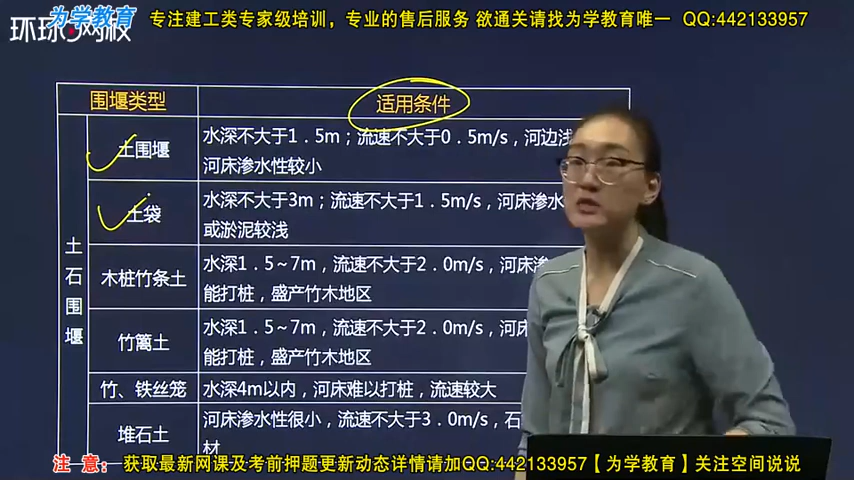 为学教育
专注建工类专家级培训，专业的售后服务 欲通关请找为学教育唯一 QQ:442133957
环球网校
围堰类型
适用条件
土石围堰
土围堰
水深不大于1.5m；流速不大于0.5m/s，河边浅
河床渗水性较小
土袋
水深不大于3m；流速不大于1.5m/s，河床渗水
或淤泥较浅
木桩竹条土
水深1.5~7m，流速不大于2.0m/s，河床渗
能打桩，盛产竹木地区
竹篱土
水深1.5~7m，流速不大于2.0m/s，河床
能打桩，盛产竹木地区
竹、铁丝笼
水深4m以内，河床难以打桩，流速较大
堆石土
河床渗水性很小，流速不大于3.0m/s，石
材
注 意： 获取最新网课及考前押题更新动态详情请加QQ:442133957【为学教育】关注空间说说